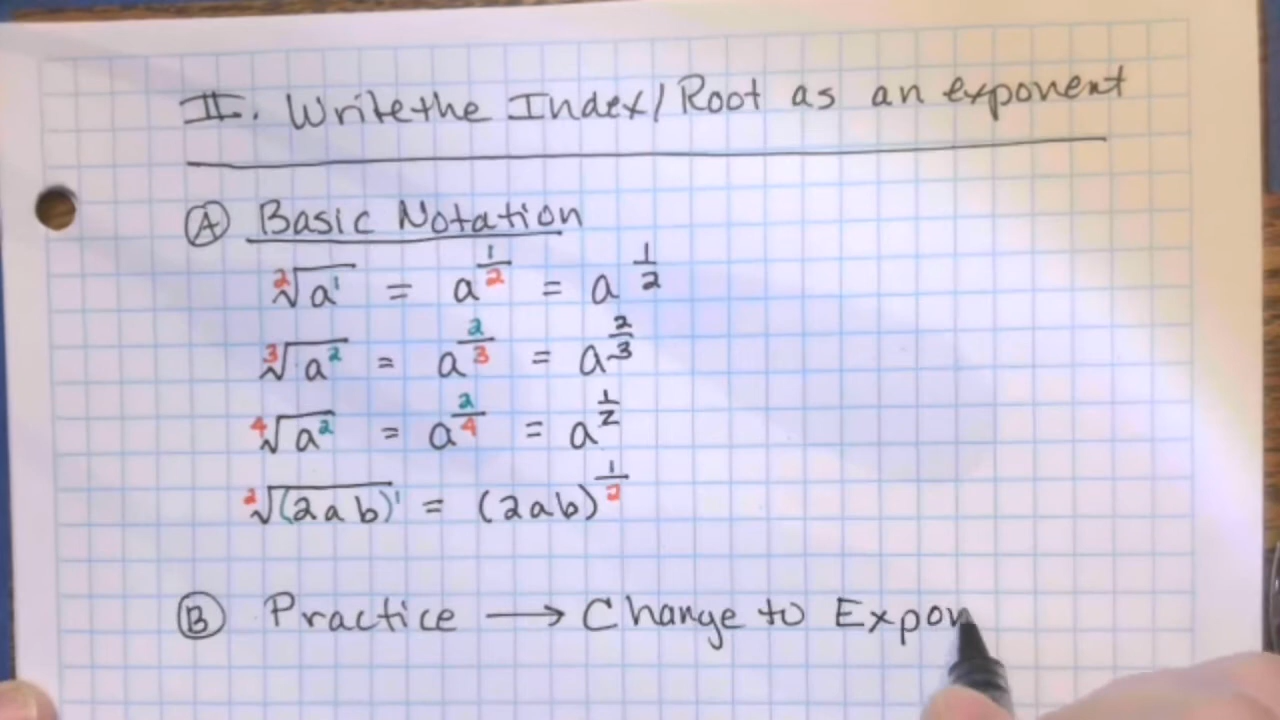 II. Write the Index/Root as an exponent
A Basic Notation
²√a¹ = a^(1/2) = a^(1/2)
³√a² = a^(2/3) = a^(2/3)
⁴√a² = a^(2/4) = a^(1/2)
²√(2ab)¹ = (2ab)^(1/2)
B Practice → Change to Expon